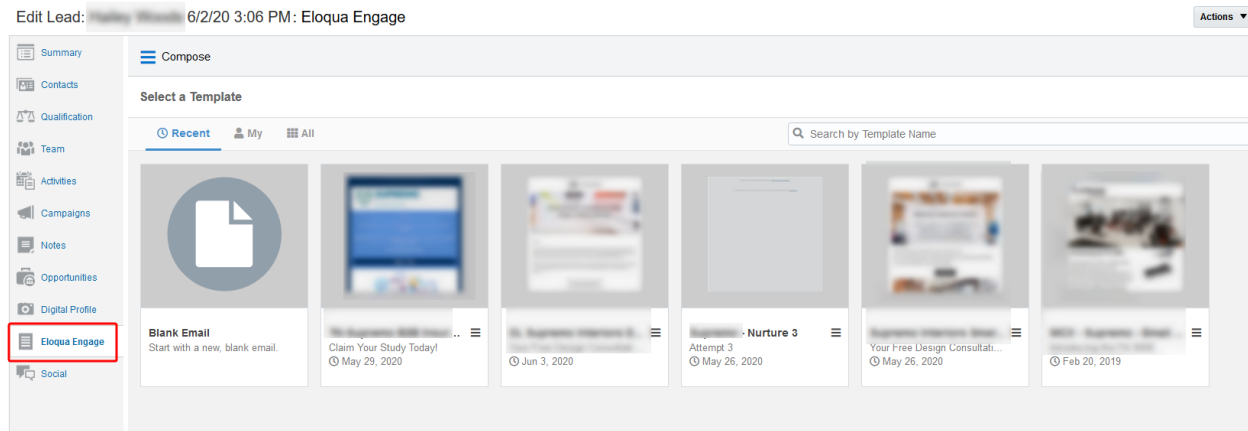 Edit Lead: 6/2/20 3:06 PM: Eloqua Engage
Actions
Summary
Contacts
Qualification
Team
Activities
Campaigns
Notes
Opportunities
Digital Profile
Eloqua Engage
Social
Compose
Select a Template
Recent
My
All
Search by Template Name
Blank Email
Start with a new, blank email.
...
Claim Your Study Today!
May 29, 2020
Jun 3, 2020
- Nurture 3
Attempt 3
May 26, 2020
Your Free Design Consultati...
May 26, 2020
Feb 20, 2019